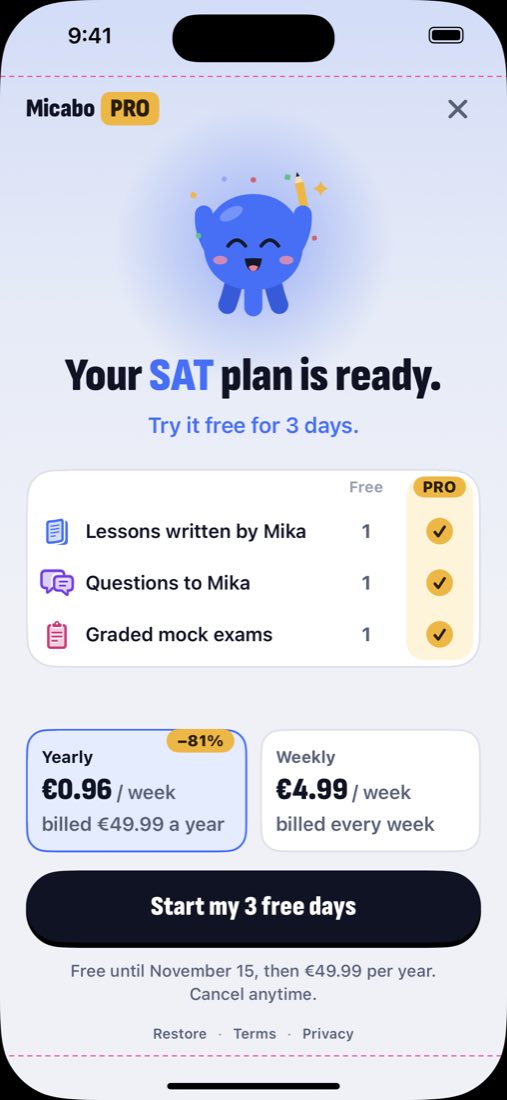 9:41
Micabo PRO
Your SAT plan is ready.
Try it free for 3 days.
Free PRO
Lessons written by Mika 1
Questions to Mika 1
Graded mock exams 1
−81%
Yearly
€0.96 / week
billed €49.99 a year
Weekly
€4.99 / week
billed every week
Start my 3 free days
Free until November 15, then €49.99 per year.
Cancel anytime.
Restore · Terms · Privacy